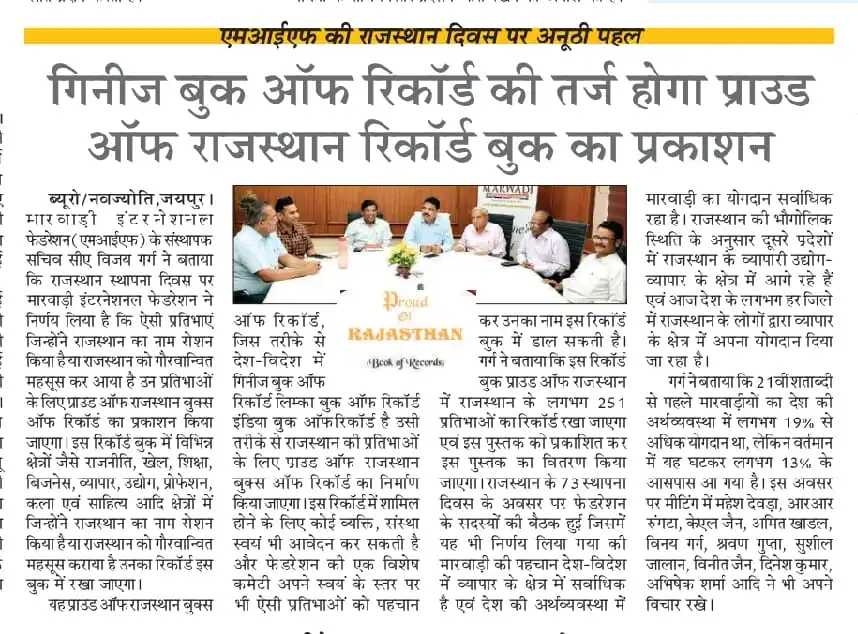 एमआईएफ की राजस्थान दिवस पर अनूठी पहल
गिनीज बुक ऑफ रिकॉर्ड की तर्ज होगा प्राउड
ऑफ राजस्थान रिकॉर्ड बुक का प्रकाशन
ब्यूरो/नवज्योति,जयपुर।
मारवाड़ी इंटरनेशनल
फेडरेशन(एमआईएफ) के संस्थापक
सचिव सीए विजय गर्ग ने बताया
कि राजस्थान स्थापना दिवस पर
मारवाड़ी इंटरनेशनल फेडरेशन ने
निर्णय लिया है कि ऐसी प्रतिभाएं
जिन्होंने राजस्थान का नाम रोशन
किया है या राजस्थान को गौरवान्वित
महसूस कर आया है उन प्रतिभाओं
के लिए प्राउड ऑफ राजस्थान बुक्स
ऑफ रिकॉर्ड का प्रकाशन किया
जाएगा। इस रिकॉर्ड बुक में विभिन्न
क्षेत्रों जैसे राजनीति, खेल, शिक्षा,
बिजनेस, व्यापार, उद्योग, प्रोफेशन,
कला एवं साहित्य आदि क्षेत्रों में
जिन्होंने राजस्थान का नाम रोशन
किया है या राजस्थान को गौरवान्वित
महसूस कराया है उनका रिकॉर्ड इस
बुक में रखा जाएगा।
यह प्राउड ऑफ राजस्थान बुक्स
MARWADI
Proud
Of
RAJASTHAN
Book of Records
ऑफ रिकॉर्ड,
जिस तरीके से
देश-विदेश में
गिनीज बुक ऑफ
रिकॉर्ड लिम्का बुक ऑफ रिकॉर्ड
इंडिया बुक ऑफ रिकॉर्ड है उसी
तरीके से राजस्थान की प्रतिभाओं
के लिए प्राउड ऑफ राजस्थान
बुक्स ऑफ रिकॉर्ड का निर्माण
किया जाएगा। इस रिकॉर्ड में शामिल
होने के लिए कोई व्यक्ति, संस्था
स्वयं भी आवेदन कर सकती है
और फेडरेशन की एक विशेष
कमेटी अपने स्वयं के स्तर पर
भी ऐसी प्रतिभाओं को पहचान
कर उनका नाम इस रिकॉर्ड
बुक में डाल सकती है।
गर्ग ने बताया कि इस रिकॉर्ड
बुक प्राउड ऑफ राजस्थान
में राजस्थान के लगभग 251
प्रतिभाओं का रिकॉर्ड रखा जाएगा
एवं इस पुस्तक को प्रकाशित कर
इस पुस्तक का वितरण किया
जाएगा। राजस्थान के 73 स्थापना
दिवस के अवसर पर फेडरेशन
के सदस्यों की बैठक हुई जिसमें
यह भी निर्णय लिया गया की
मारवाड़ी की पहचान देश-विदेश
में व्यापार के क्षेत्र में सर्वाधिक
है एवं देश की अर्थव्यवस्था में
मारवाड़ी का योगदान सर्वाधिक
रहा है। राजस्थान की भौगोलिक
स्थिति के अनुसार दूसरे प्रदेशों
में राजस्थान के व्यापारी उद्योग-
व्यापार के क्षेत्र में आगे रहे हैं
एवं आज देश के लगभग हर जिले
में राजस्थान के लोगों द्वारा व्यापार
के क्षेत्र में अपना योगदान दिया
जा रहा है।
गर्ग ने बताया कि 21वीं शताब्दी
से पहले मारवाड़ीयों का देश की
अर्थव्यवस्था में लगभग 19% से
अधिक योगदान था, लेकिन वर्तमान
में यह घटकर लगभग 13% के
आसपास आ गया है। इस अवसर
पर मीटिंग में महेश देवड़ा, आरआर
रंगटा, केएल जैन, अमित खाडल,
विनय गर्ग, श्रवण गुप्ता, सुशील
जालान, विनीत जैन, दिनेश कुमार,
अभिषेक शर्मा आदि ने भी अपने
विचार रखे।